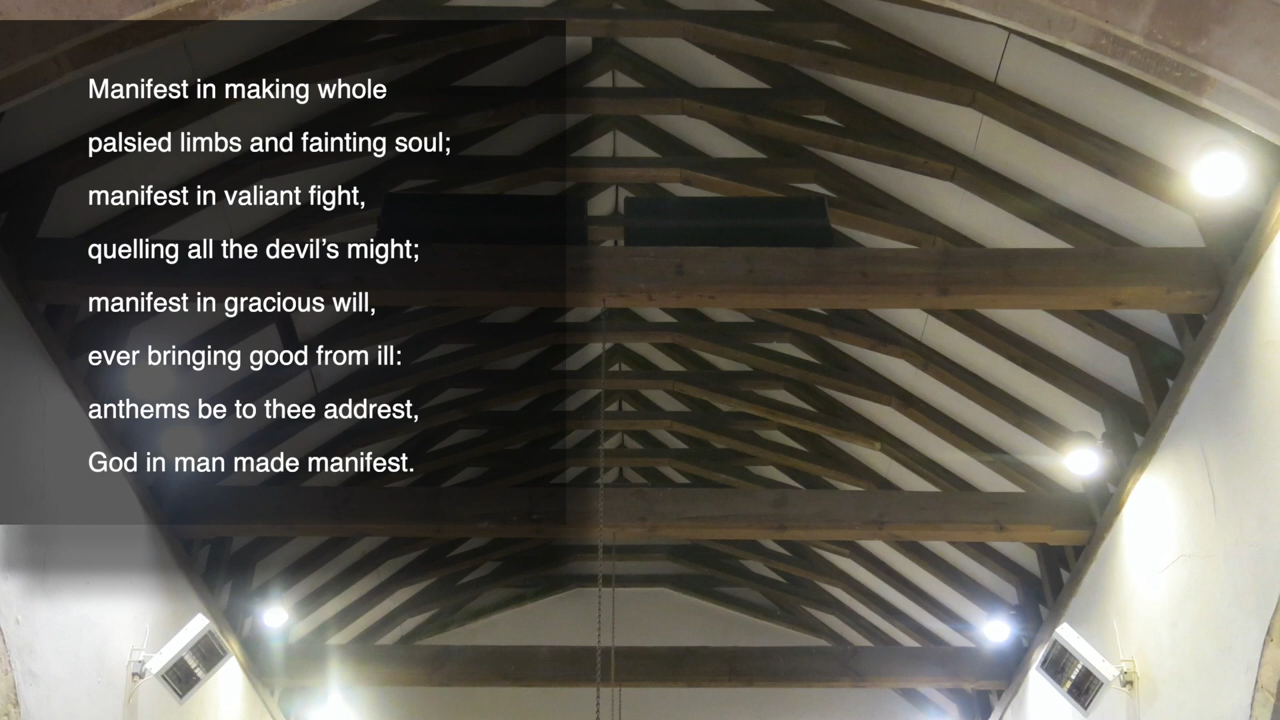 Manifest in making whole
palsied limbs and fainting soul;
manifest in valiant fight,
quelling all the devil’s might;
manifest in gracious will,
ever bringing good from ill:
anthems be to thee addrest,
God in man made manifest.